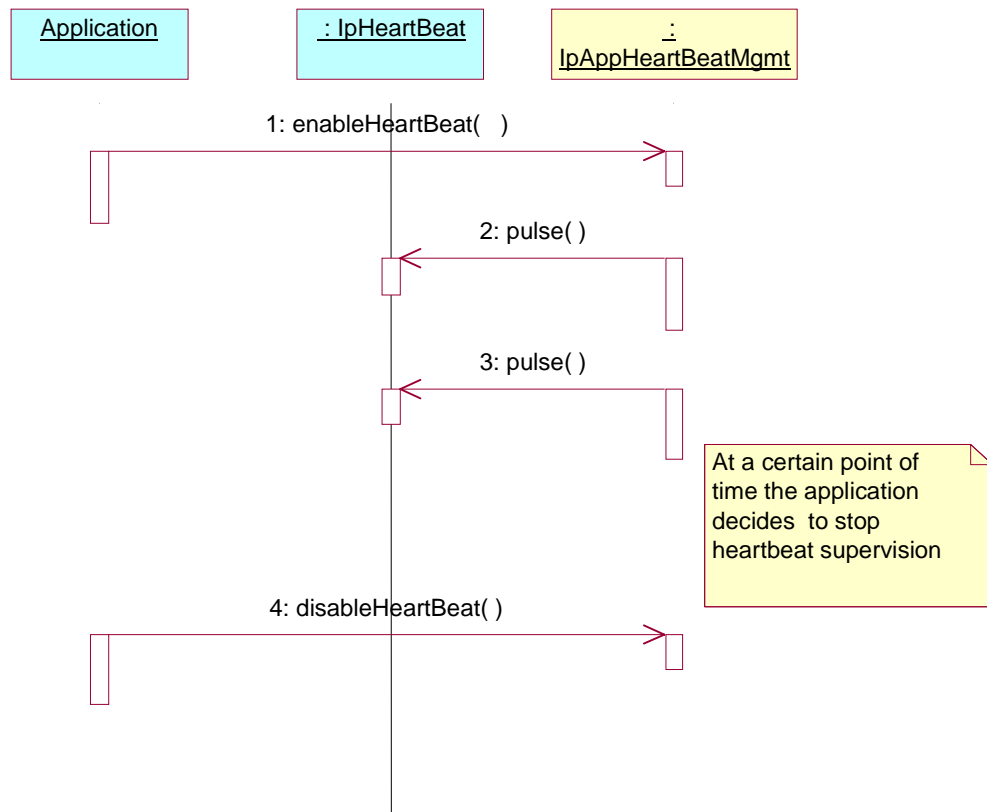 Application
: IpHeartBeat
:
IpAppHeartBeatMgmt
1: enableHeartBeat( )
2: pulse( )
3: pulse( )
At a certain point of
time the application
decides to stop
heartbeat supervision
4: disableHeartBeat( )